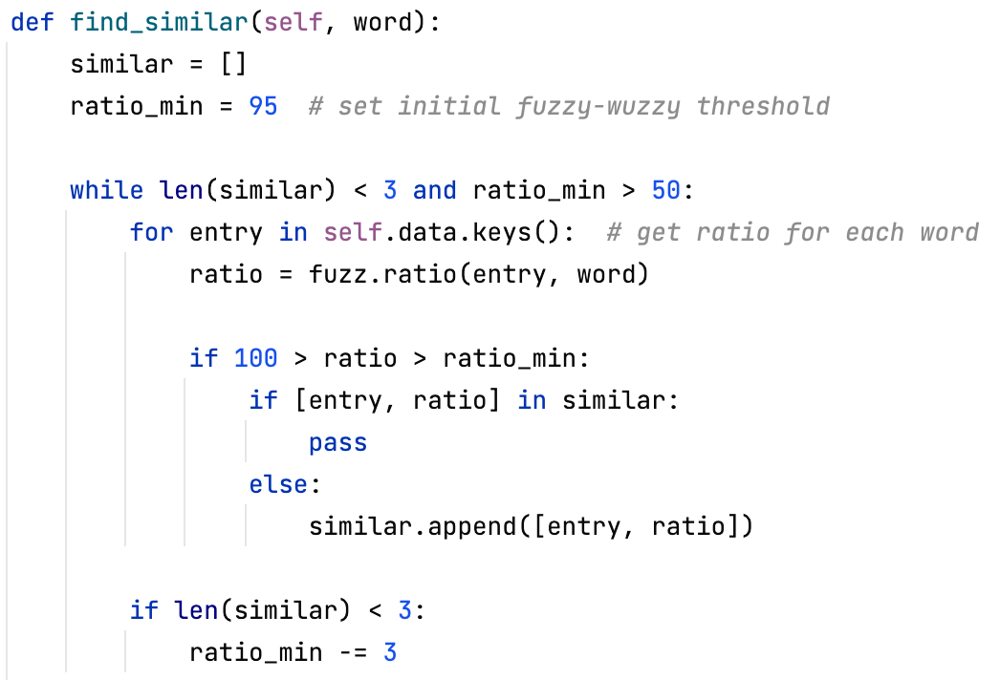 def find_similar(self, word):
    similar = []
    ratio_min = 95  # set initial fuzzy-wuzzy threshold

    while len(similar) < 3 and ratio_min > 50:
        for entry in self.data.keys():  # get ratio for each word
            ratio = fuzz.ratio(entry, word)

            if 100 > ratio > ratio_min:
                if [entry, ratio] in similar:
                    pass
                else:
                    similar.append([entry, ratio])

        if len(similar) < 3:
            ratio_min -= 3